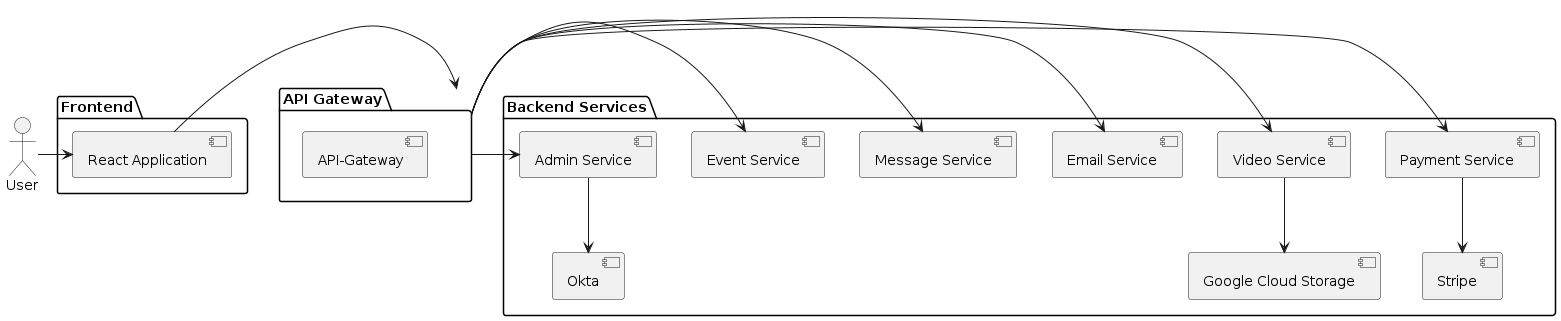 API Gateway
Frontend
Backend Services
User
React Application
API-Gateway
Admin Service
Event Service
Message Service
Email Service
Video Service
Payment Service
Okta
Google Cloud Storage
Stripe